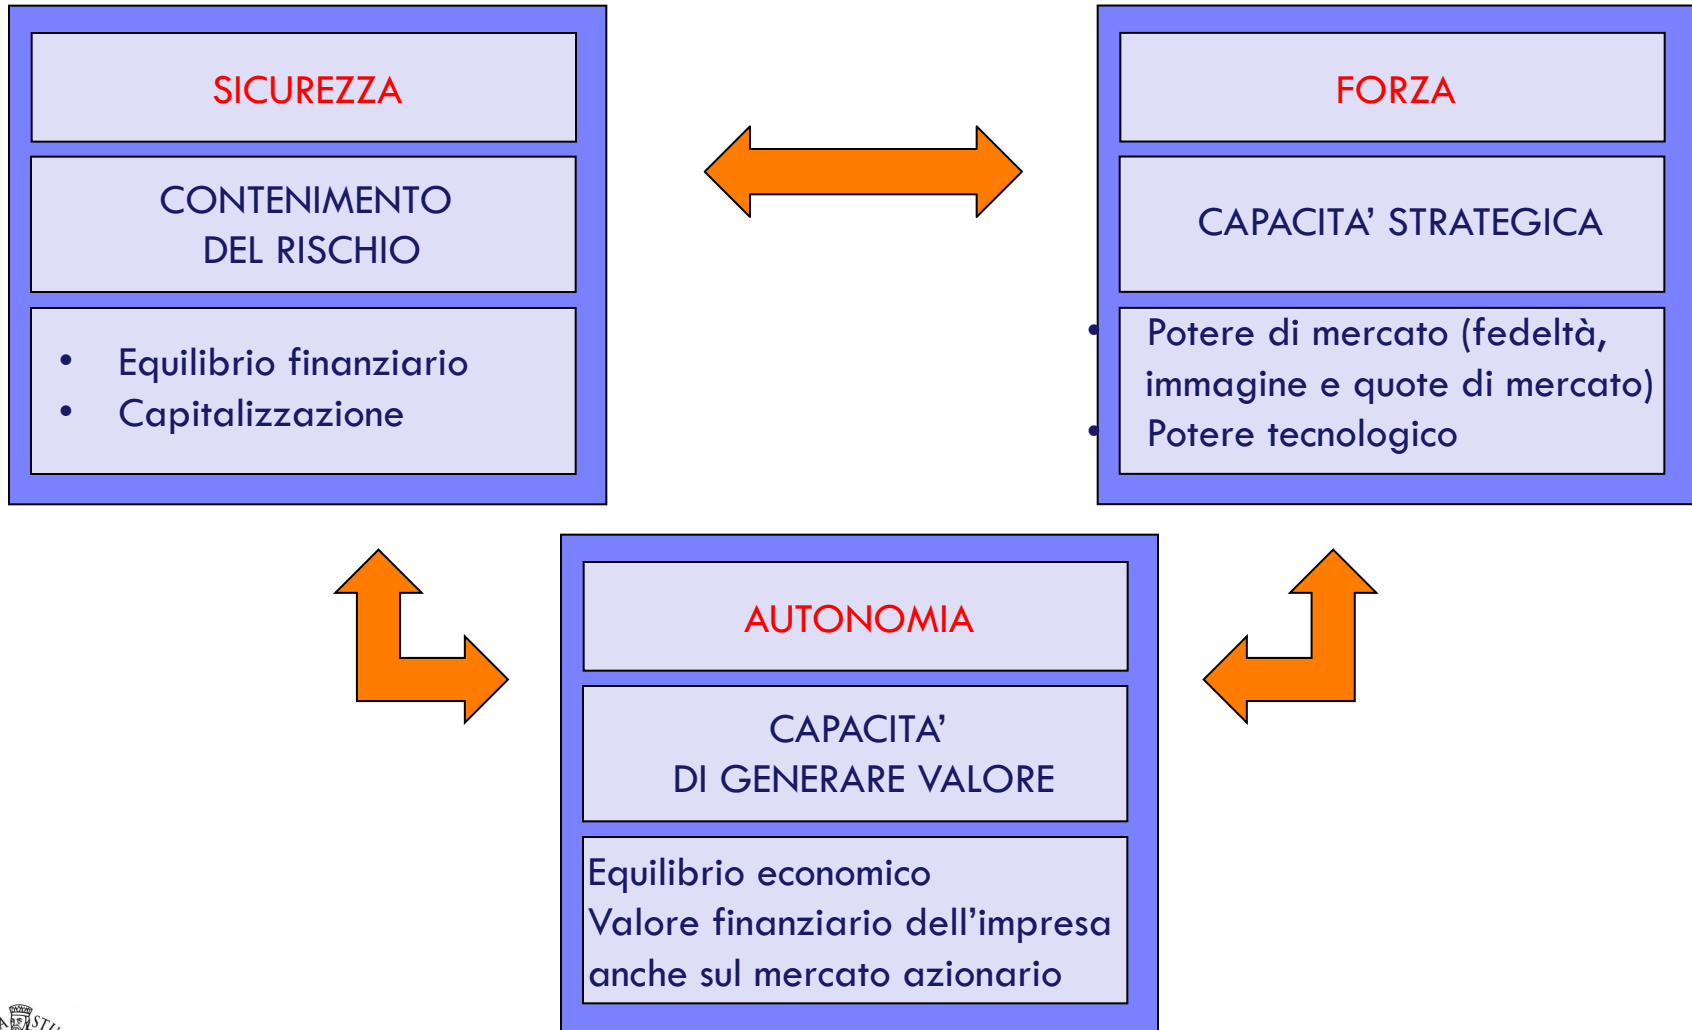 SICUREZZA
CONTENIMENTO
DEL RISCHIO
• Equilibrio finanziario
• Capitalizzazione
FORZA
CAPACITA’ STRATEGICA
• Potere di mercato (fedeltà,
immagine e quote di mercato)
• Potere tecnologico
AUTONOMIA
CAPACITA’
DI GENERARE VALORE
Equilibrio economico
Valore finanziario dell’impresa
anche sul mercato azionario